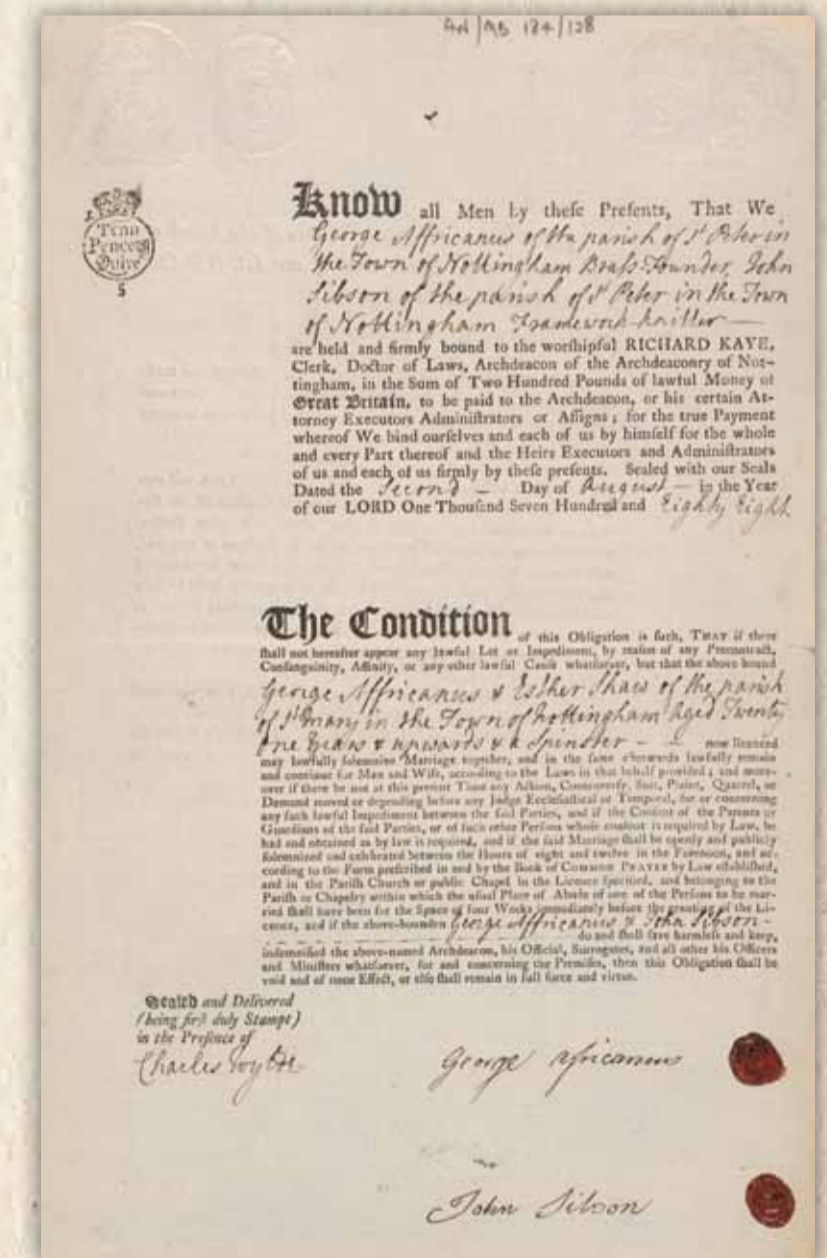 AN/MB 184/128
Tenn
Pence ꝑ
Quire
5
Know all Men by theſe Preſents, That We
George Affricanus of the parish of St Peter in
the Town of Nottingham Braſs-Founder, John
Sibson of the parish of St Peter in the Town
of Nottingham Framework-knitter —
are held and firmly bound to the worſhipful RICHARD KAYE,
Clerk, Doctor of Laws, Archdeacon of the Archdeaconry of Not-
tingham, in the Sum of Two Hundred Pounds of lawful Money of
Great Britain, to be paid to the Archdeacon, or his certain At-
torney Executors Adminiſtrators or Aſſigns; for the true Payment
whereof We bind ourſelves and each of us by himſelf for the whole
and every Part thereof and the Heirs Executors and Adminiſtrators
of us and each of us firmly by theſe preſents. Sealed with our Seals
Dated the Second — Day of August — in the Year
of our LORD One Thouſand Seven Hundred and Eighty Eight
The Condition of this Obligation is ſuch, THAT if there
ſhall not hereafter appear any lawful Let or Impediment, by reaſon of any Precontract,
Conſanguinity, Affinity, or any other lawful Cauſe whatſoever, but that the above bound
George Affricanus & Esther Shaw of the parish
of St Mary in the Town of Nottingham aged Twenty
One Years & upwards & a Spinster — — now licenced
may lawfully ſolemnize Marriage together, and in the ſame afterwards lawfully remain
and continue for Man and Wife, according to the Laws in that behalf provided; and more-
over if there be not at this preſent Time any Action, Controverſy, Suit, Plaint, Quarrel, or
Demand moved or depending before any Judge Eccleſiaſtical or Temporal, for or concerning
any ſuch lawful Impediment between the ſaid Parties, and if the Conſent of the Parents or
Guardians of the ſaid Parties, or of ſuch other Perſons whoſe conſent is required by Law, be
had and obtained as by law is required, and if the ſaid Marriage ſhall be openly and publicly
ſolemnized and celebrated between the Hours of eight and twelve in the Forenoon, and ac-
cording to the Form preſcribed in and by the Book of COMMON PRAYER by Law eſtabliſhed,
and in the Pariſh Church or public Chapel in the Licence ſpecified, and belonging to the
Pariſh or Chapelry within which the uſual Place of Abode of one of the Perſons to be mar-
ried ſhall have been for the Space of four Weeks immediately before the granting of the Li-
cence, and if the above-bounden George Affricanus & John Sibson —
do and ſhall ſave harmleſs and keep,
indemnified the above-named Archdeacon, his Official, Surrogates, and all other his Officers
and Miniſters whatſoever, for and concerning the Premiſes, then this Obligation ſhall be
void and of none Effect, or elſe ſhall remain in full force and virtue.
Sealed and Delivered
(being firſt duly Stampt)
in the Preſence of
Charles Wylde
George Africanus
John Sibson